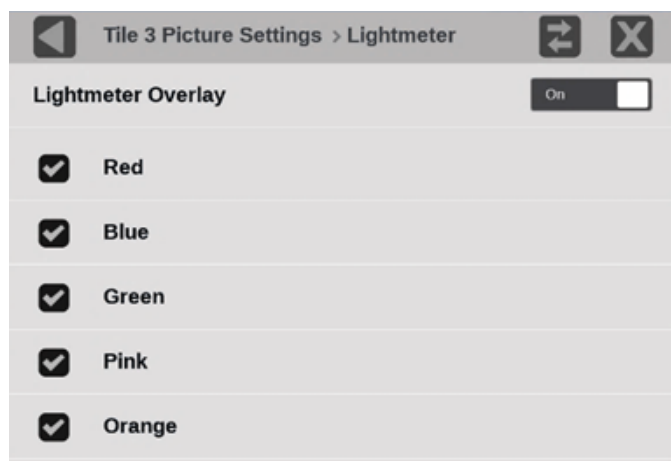 Tile 3 Picture Settings > Lightmeter
Lightmeter Overlay
On
Red
Blue
Green
Pink
Orange